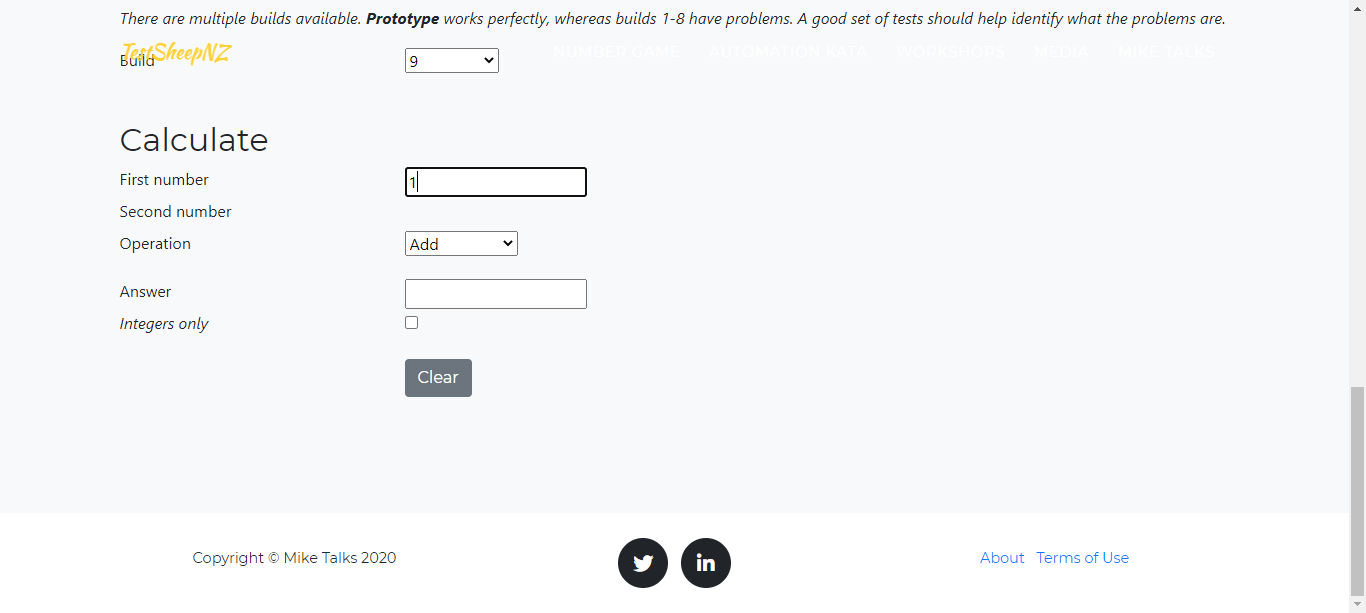 There are multiple builds available. Prototype works perfectly, whereas builds 1-8 have problems. A good set of tests should help identify what the problems are.
TestSheepNZ NUMBER GAME AUTOMATION KATA WORKSHOPS MEDIA MIKE TALKS
Build 9
Calculate
First number 1
Second number
Operation Add
Answer
Integers only
Clear
Copyright © Mike Talks 2020 About Terms of Use